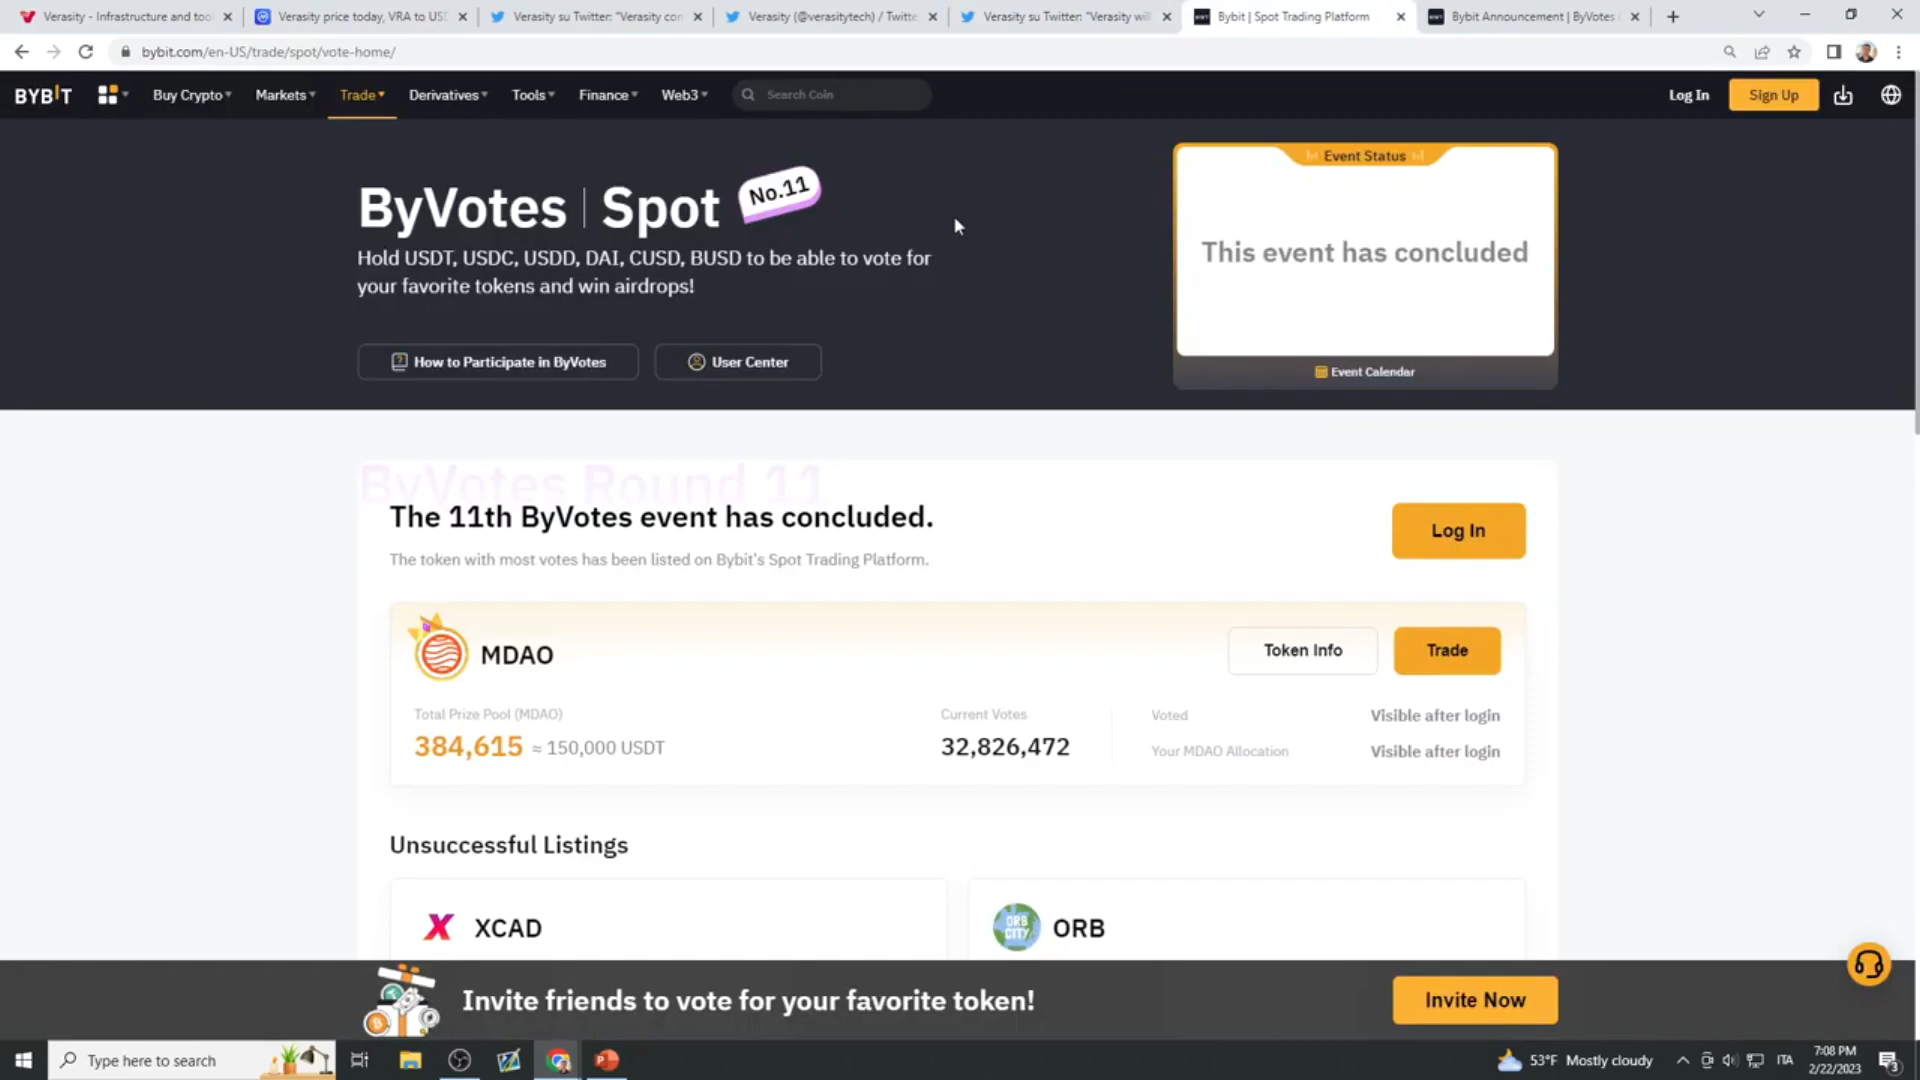 Verasity - Infrastructure and too
Verasity price today, VRA to USD
Verasity su Twitter: "Verasity con
Verasity (@verasitytech) / Twitte
Verasity su Twitter: "Verasity will
Bybit | Spot Trading Platform
Bybit Announcement | ByVotes
bybit.com/en-US/trade/spot/vote-home/
BYBIT
Buy Crypto
Markets
Trade
Derivatives
Tools
Finance
Web3
Search Coin
Log In
Sign Up
ByVotes | Spot
No.11
Hold USDT, USDC, USDD, DAI, CUSD, BUSD to be able to vote for
your favorite tokens and win airdrops!
How to Participate in ByVotes
User Center
Event Status
This event has concluded
Event Calendar
ByVotes Round 11
The 11th ByVotes event has concluded.
The token with most votes has been listed on Bybit's Spot Trading Platform.
Log In
MDAO
Token Info
Trade
Total Prize Pool (MDAO)
384,615 ≈ 150,000 USDT
Current Votes
32,826,472
Voted
Visible after login
Your MDAO Allocation
Visible after login
Unsuccessful Listings
XCAD
ORB CITY
ORB
Invite friends to vote for your favorite token!
Invite Now
Type here to search
53°F Mostly cloudy
ITA
7:08 PM
2/22/2023
3